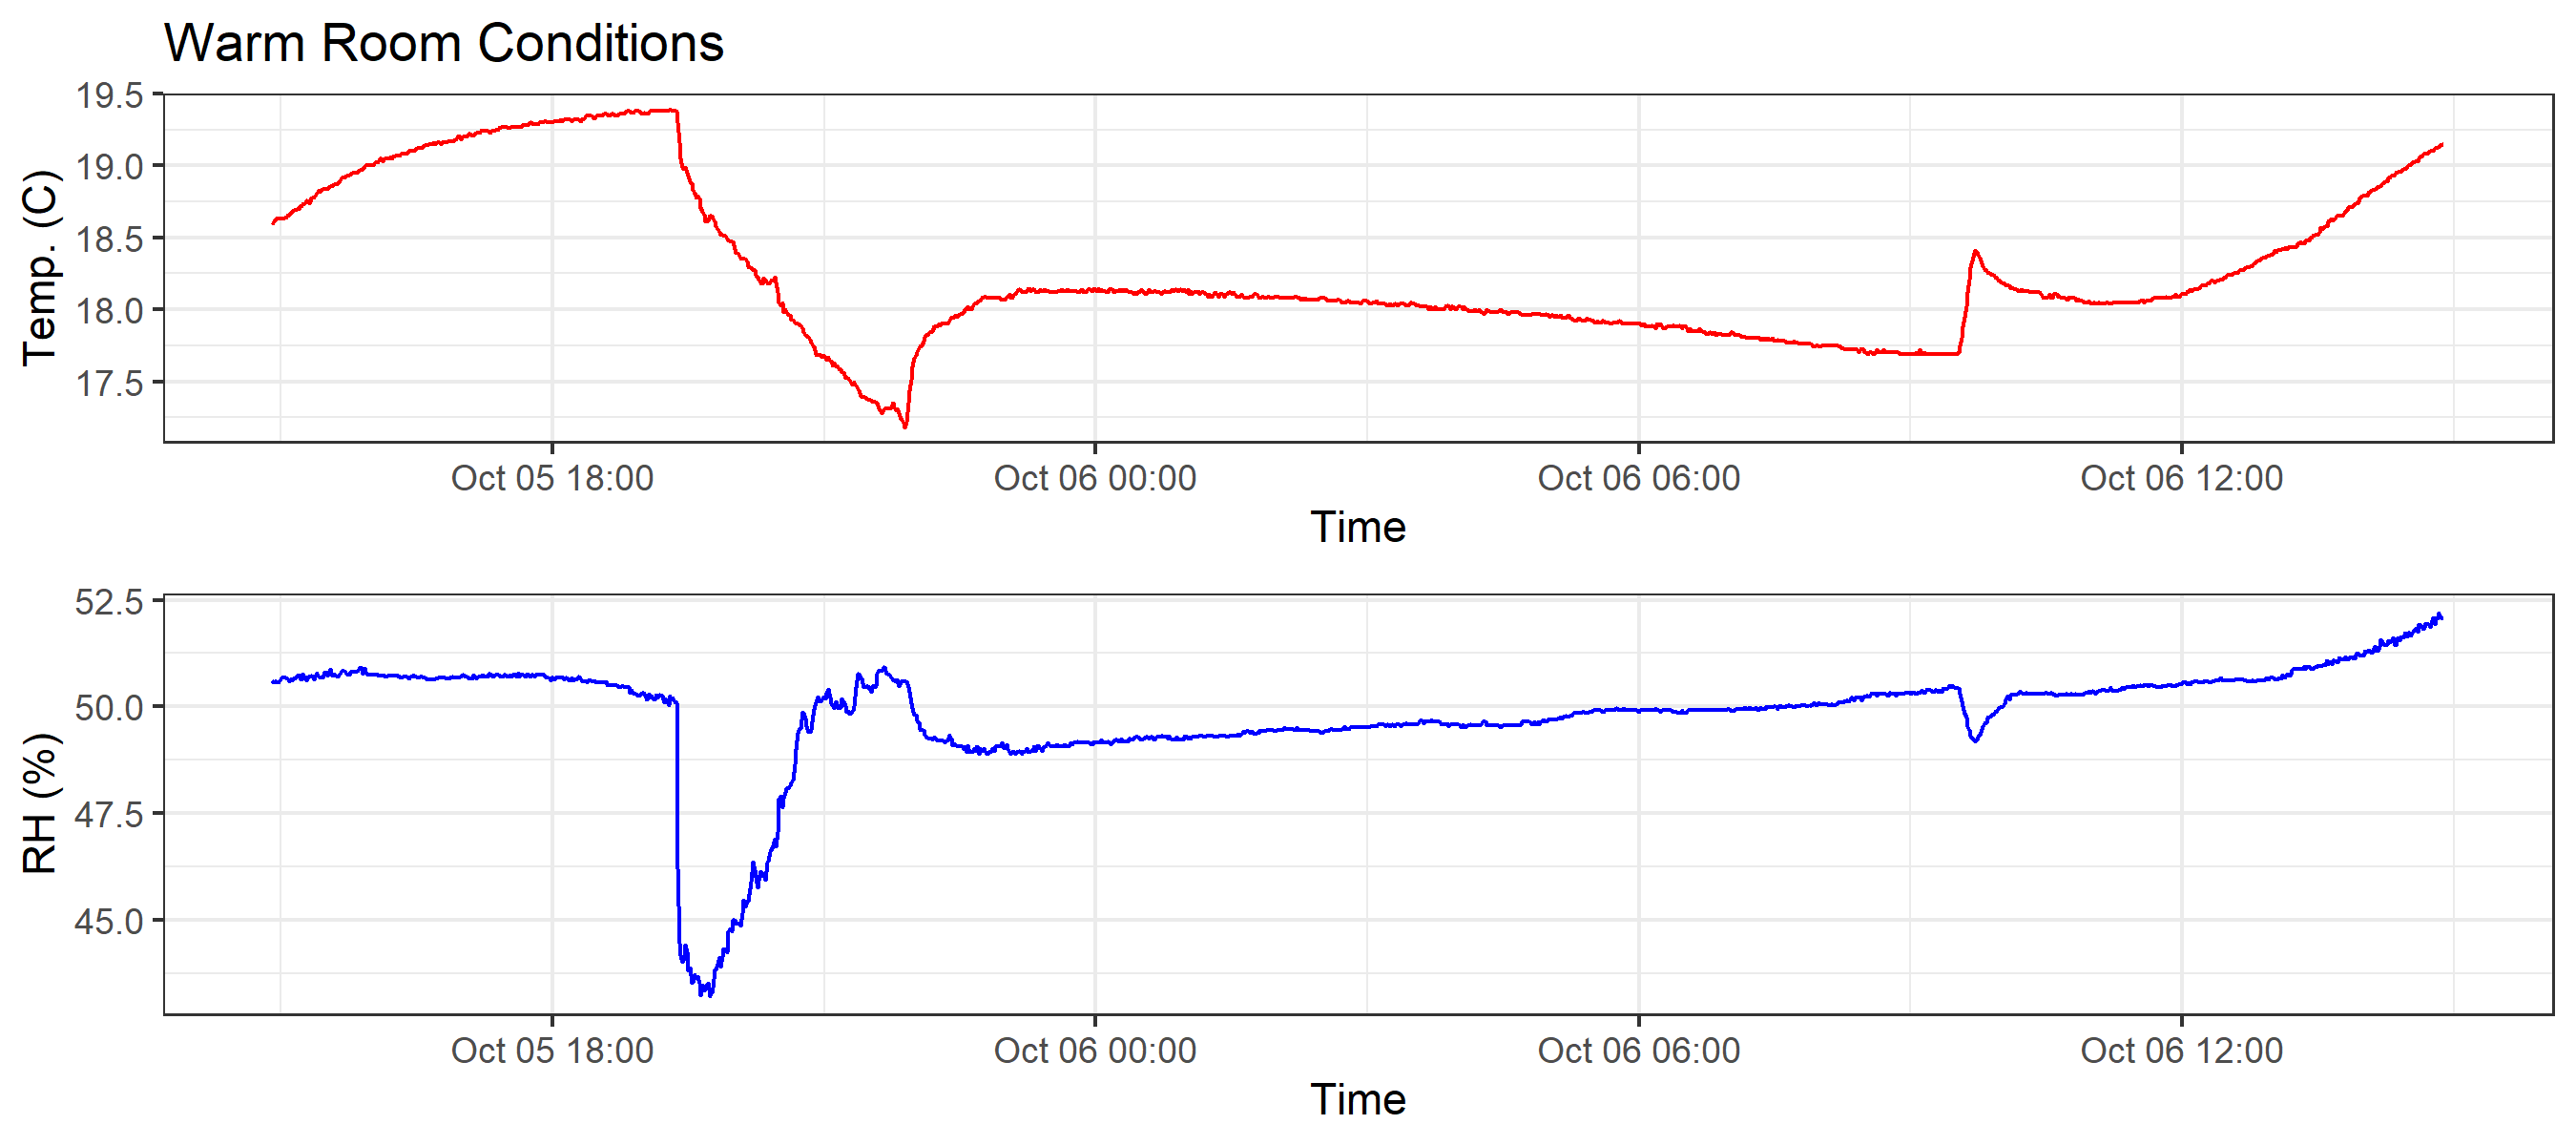 Warm Room Conditions
19.5
19.0
18.5
18.0
17.5
Temp. (C)
Oct 05 18:00 Oct 06 00:00 Oct 06 06:00 Oct 06 12:00
Time
52.5
50.0
47.5
45.0
RH (%)
Oct 05 18:00 Oct 06 00:00 Oct 06 06:00 Oct 06 12:00
Time